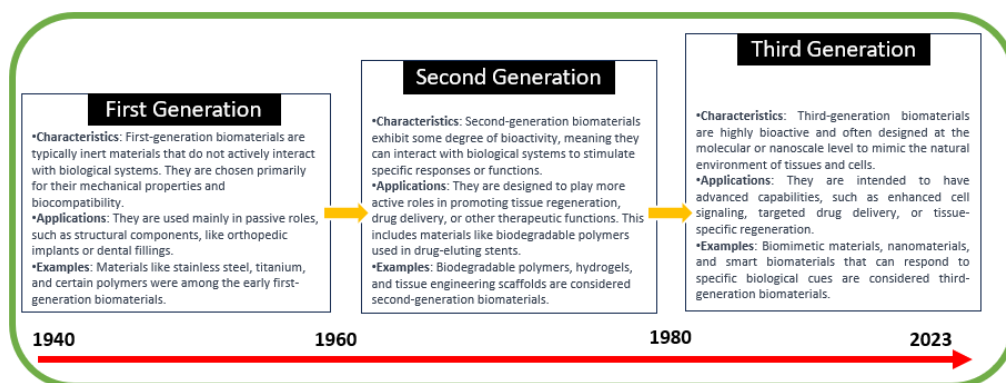 First Generation
•Characteristics: First-generation biomaterials are
typically inert materials that do not actively interact
with biological systems. They are chosen primarily
for their mechanical properties and
biocompatibility.
•Applications: They are used mainly in passive roles,
such as structural components, like orthopedic
implants or dental fillings.
•Examples: Materials like stainless steel, titanium,
and certain polymers were among the early first-
generation biomaterials.
Second Generation
•Characteristics: Second-generation biomaterials
exhibit some degree of bioactivity, meaning they
can interact with biological systems to stimulate
specific responses or functions.
•Applications: They are designed to play more
active roles in promoting tissue regeneration,
drug delivery, or other therapeutic functions. This
includes materials like biodegradable polymers
used in drug-eluting stents.
•Examples: Biodegradable polymers, hydrogels,
and tissue engineering scaffolds are considered
second-generation biomaterials.
Third Generation
•Characteristics: Third-generation biomaterials
are highly bioactive and often designed at the
molecular or nanoscale level to mimic the natural
environment of tissues and cells.
•Applications: They are intended to have
advanced capabilities, such as enhanced cell
signaling, targeted drug delivery, or tissue-
specific regeneration.
•Examples: Biomimetic materials, nanomaterials,
and smart biomaterials that can respond to
specific biological cues are considered third-
generation biomaterials.
1940
1960
1980
2023